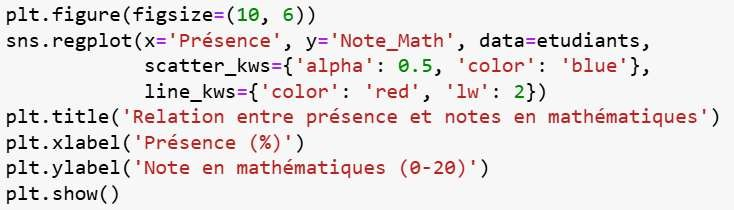 plt.figure(figsize=(10, 6))
sns.regplot(x='Présence', y='Note_Math', data=etudiants,
            scatter_kws={'alpha': 0.5, 'color': 'blue'},
            line_kws={'color': 'red', 'lw': 2})
plt.title('Relation entre présence et notes en mathématiques')
plt.xlabel('Présence (%)')
plt.ylabel('Note en mathématiques (0-20)')
plt.show()